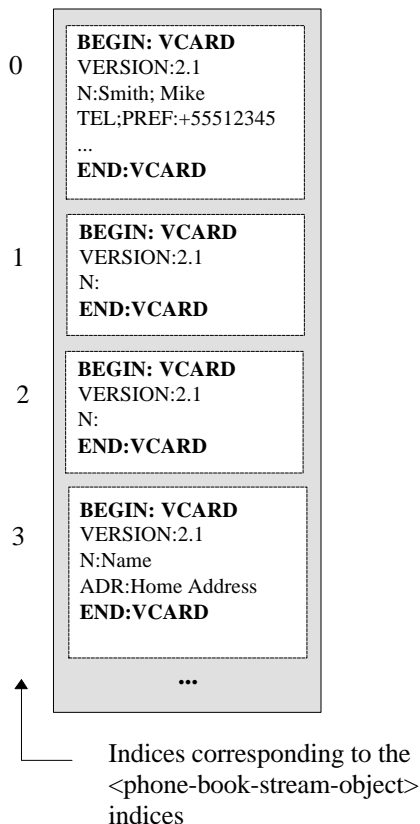 0
BEGIN: VCARD
VERSION:2.1
N:Smith; Mike
TEL;PREF:+55512345
...
END:VCARD
1
BEGIN: VCARD
VERSION:2.1
N:
END:VCARD
2
BEGIN: VCARD
VERSION:2.1
N:
END:VCARD
3
BEGIN: VCARD
VERSION:2.1
N:Name
ADR:Home Address
END:VCARD
...
Indices corresponding to the
<phone-book-stream-object>
indices